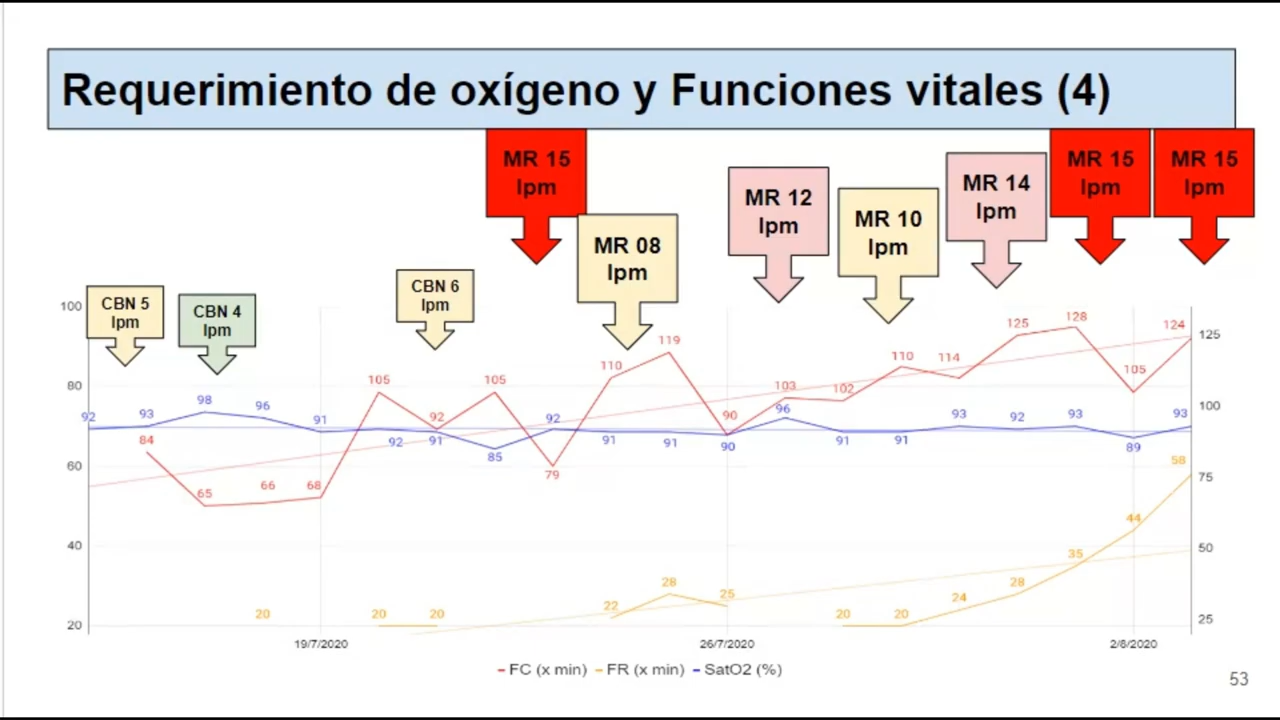 Requerimiento de oxígeno y Funciones vitales (4)
MR 15
lpm
MR 08
lpm
MR 12
lpm
MR 10
lpm
MR 14
lpm
MR 15
lpm
MR 15
lpm
CBN 5
lpm
CBN 4
lpm
CBN 6
lpm
100
80
60
40
20
125
100
75
50
25
92 93 98 96 91 92 91 85 92 91 91 90 96 91 91 93 92 93 89 93
84 65 66 68 105 92 105 79 110 119 90 103 102 110 114 125 128 105 124
20 20 20 22 28 25 20 20 24 28 35 44 58
19/7/2020 26/7/2020 2/8/2020
FC (x min) FR (x min) SatO2 (%)
53